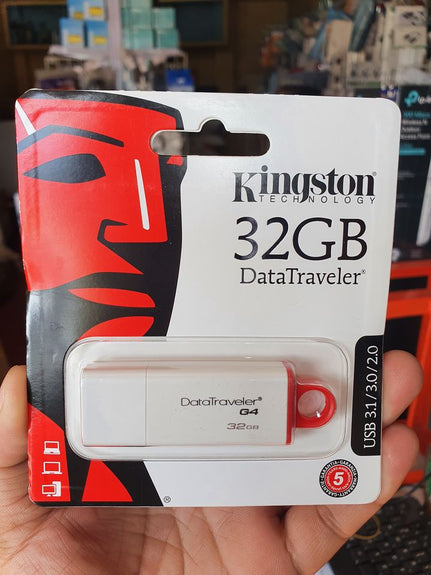 Kingston
TECHNOLOGY
32GB
DataTraveler®
DataTraveler®
G4
32GB
USB 3.1 / 3.0 / 2.0
5
®